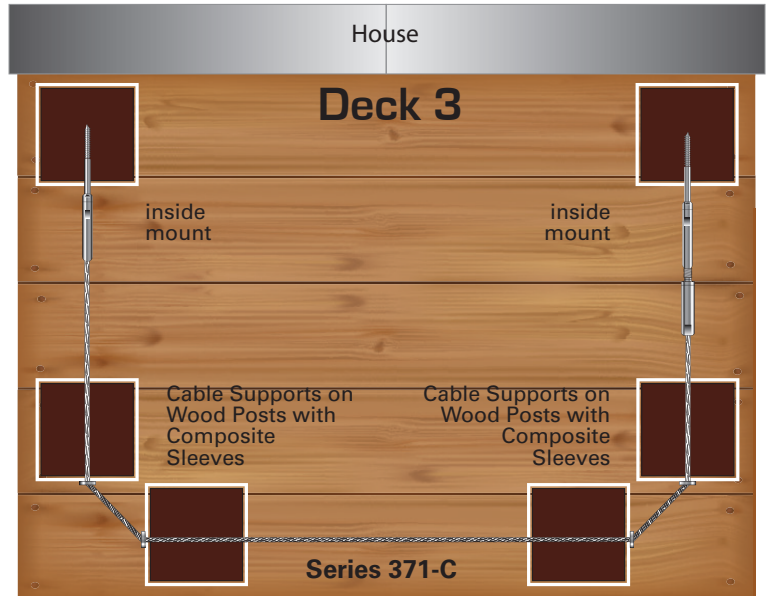 House
Deck 3
inside
mount
inside
mount
Cable Supports on
Wood Posts with
Composite
Sleeves
Cable Supports on
Wood Posts with
Composite
Sleeves
Series 371-C